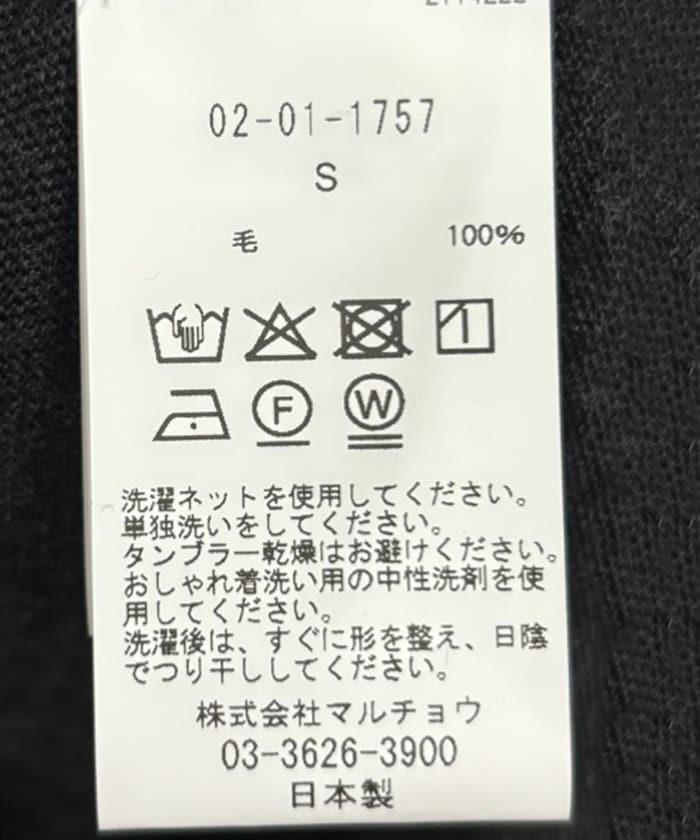 02-01-1757
S
毛 100%
F W
洗濯ネットを使用してください。
単独洗いをしてください。
タンブラー乾燥はお避けください。
おしゃれ着洗い用の中性洗剤を使
用してください。
洗濯後は、すぐに形を整え、日陰
でつり干ししてください。
株式会社マルチョウ
03-3626-3900
日本製